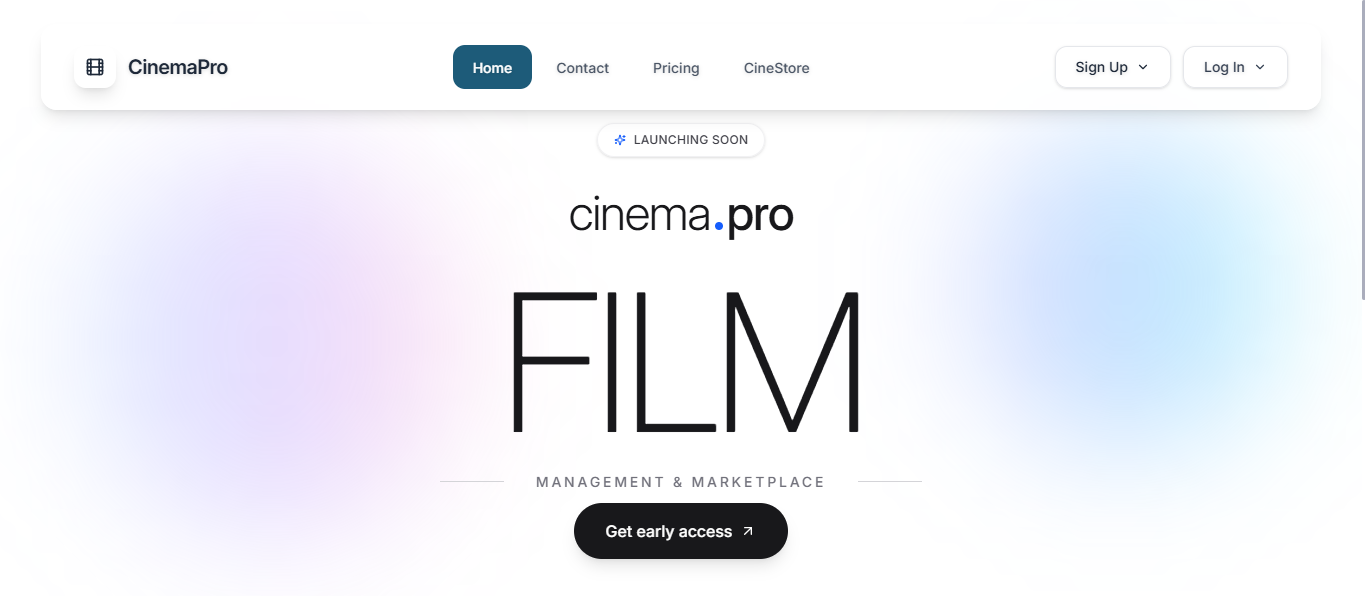 CinemaPro
Home Contact Pricing CineStore
Sign Up Log In
LAUNCHING SOON
cinema.pro
FILM
MANAGEMENT & MARKETPLACE
Get early access